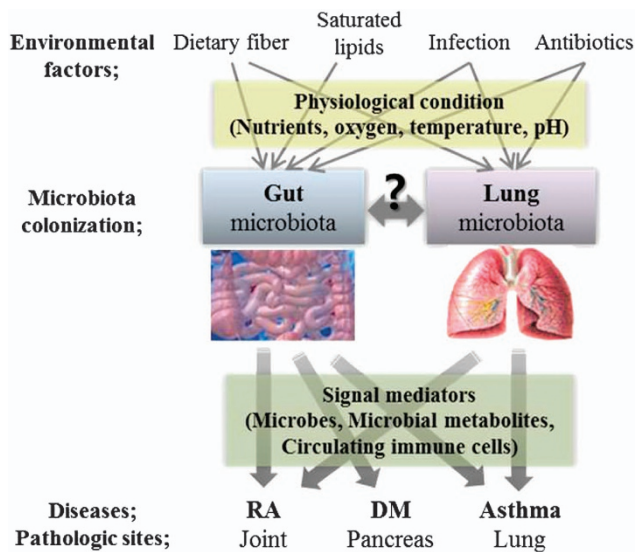 Environmental factors;
Dietary fiber
Saturated
lipids
Infection
Antibiotics
Physiological condition
(Nutrients, oxygen, temperature, pH)
Microbiota
colonization;
Gut
microbiota
?
Lung
microbiota
Signal mediators
(Microbes, Microbial metabolites,
Circulating immune cells)
Diseases; RA DM Asthma
Pathologic sites; Joint Pancreas Lung